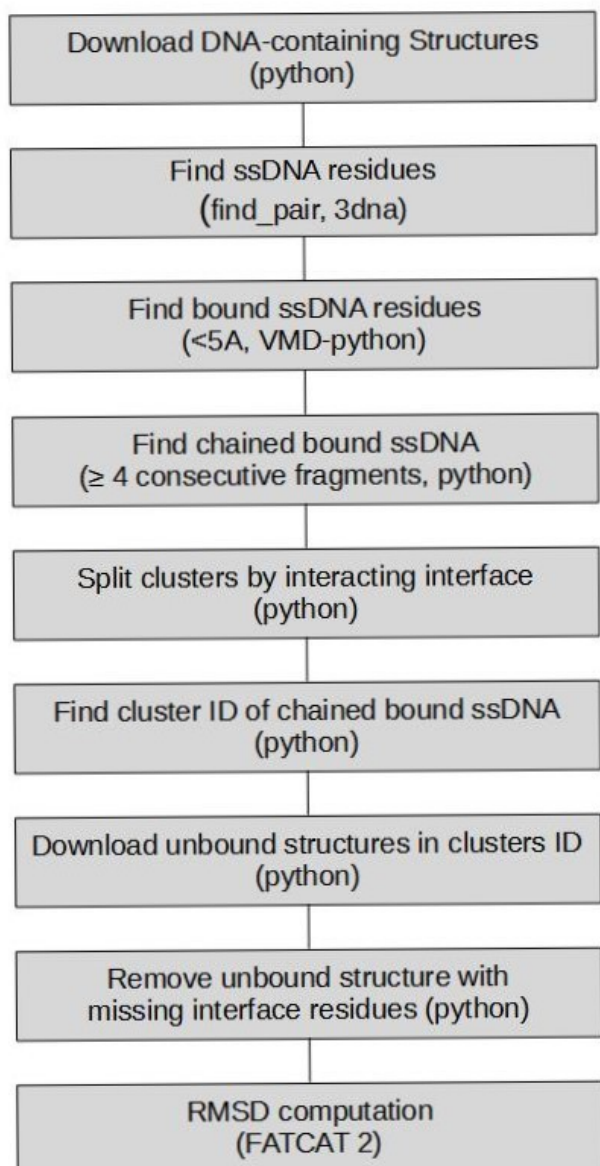 Download DNA-containing Structures
(python)
Find ssDNA residues
(find_pair, 3dna)
Find bound ssDNA residues
(<5A, VMD-python)
Find chained bound ssDNA
(≥ 4 consecutive fragments, python)
Split clusters by interacting interface
(python)
Find cluster ID of chained bound ssDNA
(python)
Download unbound structures in clusters ID
(python)
Remove unbound structure with
missing interface residues (python)
RMSD computation
(FATCAT 2)